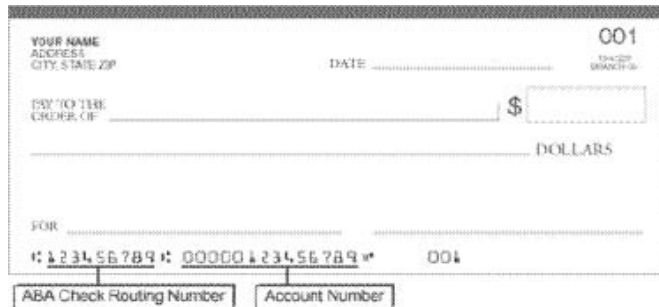 YOUR NAME
ADDRESS
CITY, STATE ZIP
001
DATE
PAY TO THE
ORDER OF
$
DOLLARS
FOR
⑆123456789⑆ 00000123456789⑈ 001
ABA Check Routing Number
Account Number